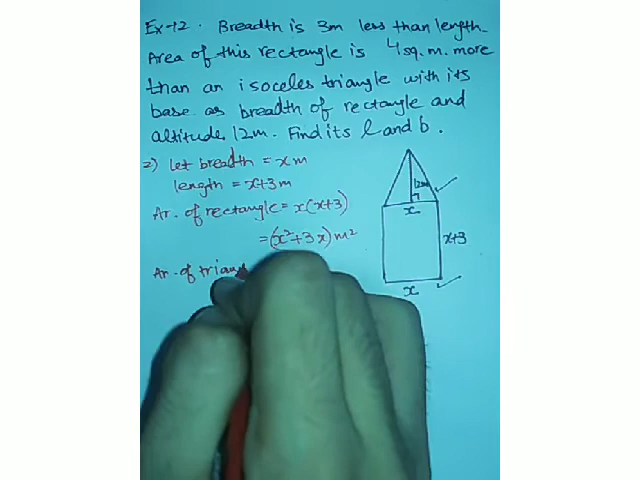 Ex-12. Breadth is 3m less than length.
Area of this rectangle is 4 sq. m. more
than an isoceles triangle with its
base as breadth of rectangle and
altitude 12m. Find its l and b.
2) let breadth = x m
length = x+3 m
Ar. of rectangle = x(x+3)
= (x²+3x) m²
Ar. of triang
12m
x
x+3
x